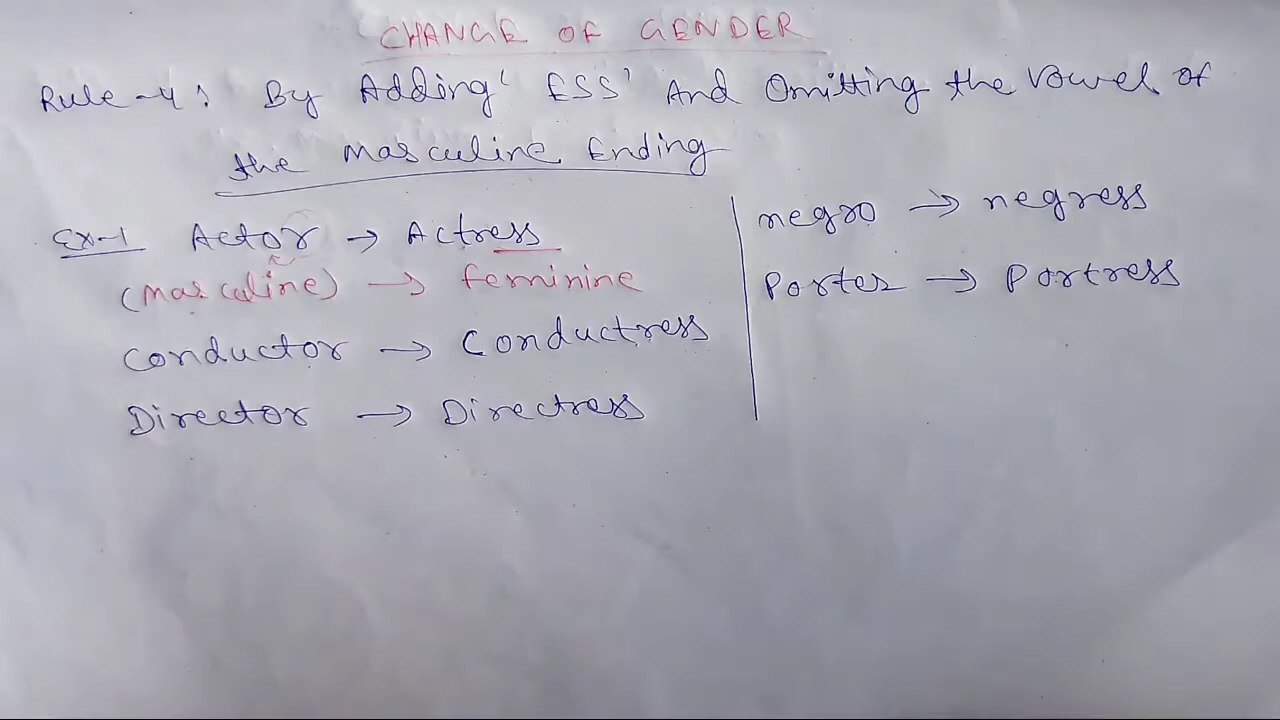 CHANGE OF GENDER
Rule-4: By Adding 'ESS' And Omitting the Vowel of
the Masculine Ending
Ex-1 Actor → Actress
(Masculine) → feminine
Conductor → Conductress
Director → Directress
negro → negress
Porter → Portress